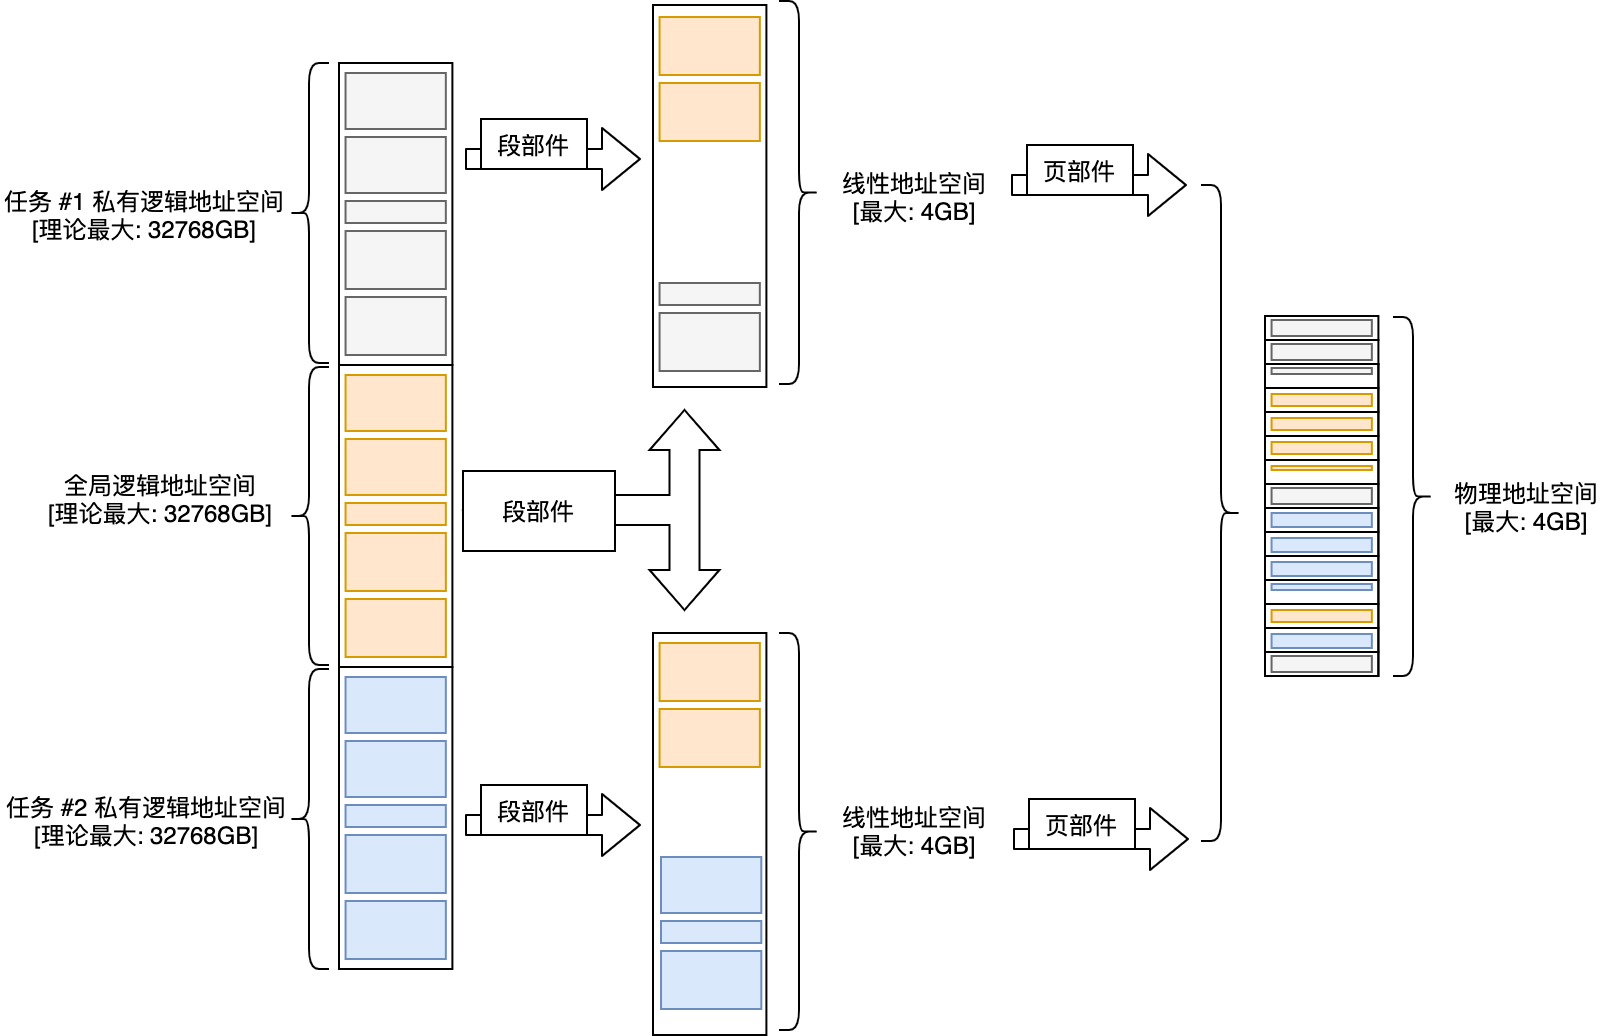 任务 #1 私有逻辑地址空间
[理论最大: 32768GB]
段部件
线性地址空间
[最大: 4GB]
页部件
全局逻辑地址空间
[理论最大: 32768GB]
段部件
物理地址空间
[最大: 4GB]
任务 #2 私有逻辑地址空间
[理论最大: 32768GB]
段部件
线性地址空间
[最大: 4GB]
页部件